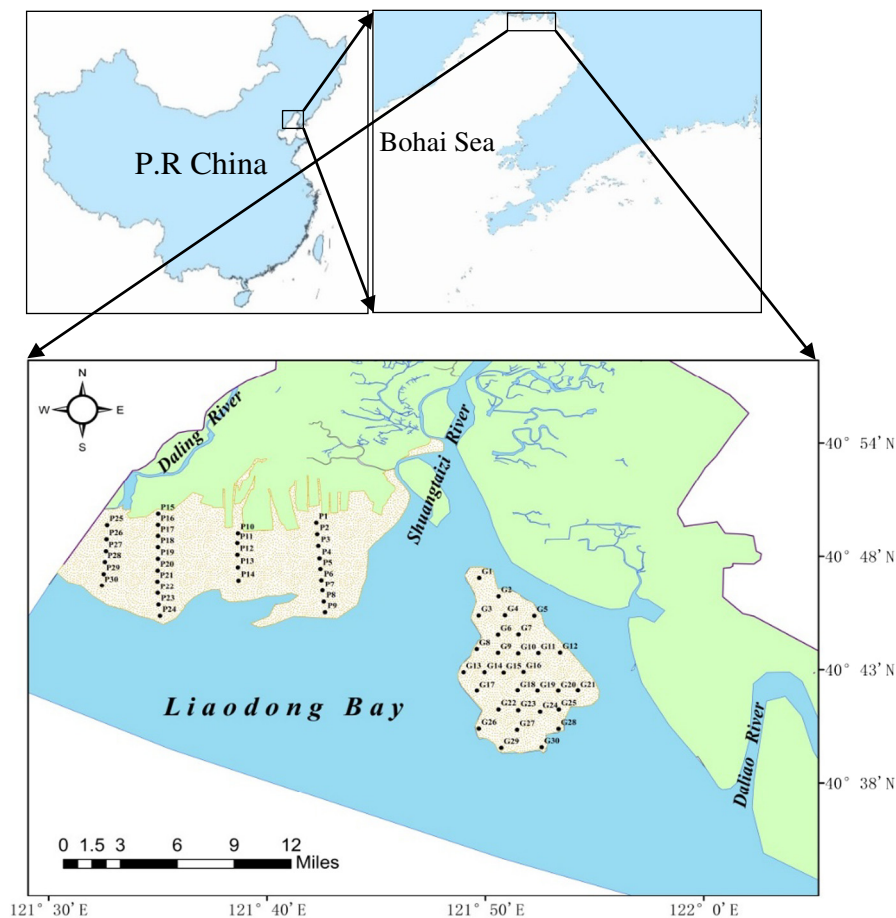 P.R China
Bohai Sea
N
W E
S
Daling River
Shuangtaizi River
Daliao River
Liaodong Bay
P1
P2
P3
P4
P5
P6
P7
P8
P9
P10
P11
P12
P13
P14
P15
P16
P17
P18
P19
P20
P21
P22
P23
P24
P25
P26
P27
P28
P29
P30
G1
G2
G3 G4 G5
G6 G7
G8 G9 G10 G11 G12
G13 G14 G15 G16
G17 G18 G19 G20 G21
G22 G23 G24 G25
G26 G27 G28
G29 G30
40° 54′N
40° 48′N
40° 43′N
40° 38′N
0 1.5 3 6 9 12
Miles
121° 30′E 121° 40′E 121° 50′E 122° 0′E